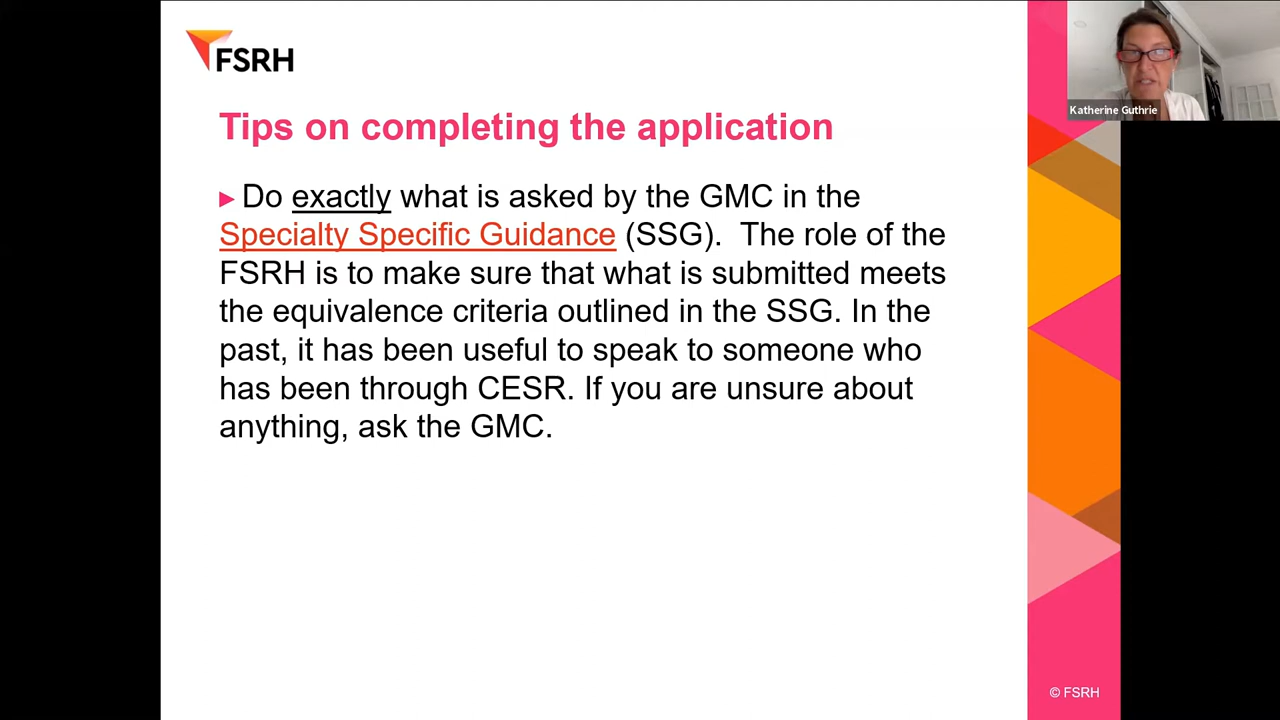 FSRH
Katherine Guthrie
Tips on completing the application
Do exactly what is asked by the GMC in the
Specialty Specific Guidance (SSG).  The role of the
FSRH is to make sure that what is submitted meets
the equivalence criteria outlined in the SSG. In the
past, it has been useful to speak to someone who
has been through CESR. If you are unsure about
anything, ask the GMC.
© FSRH